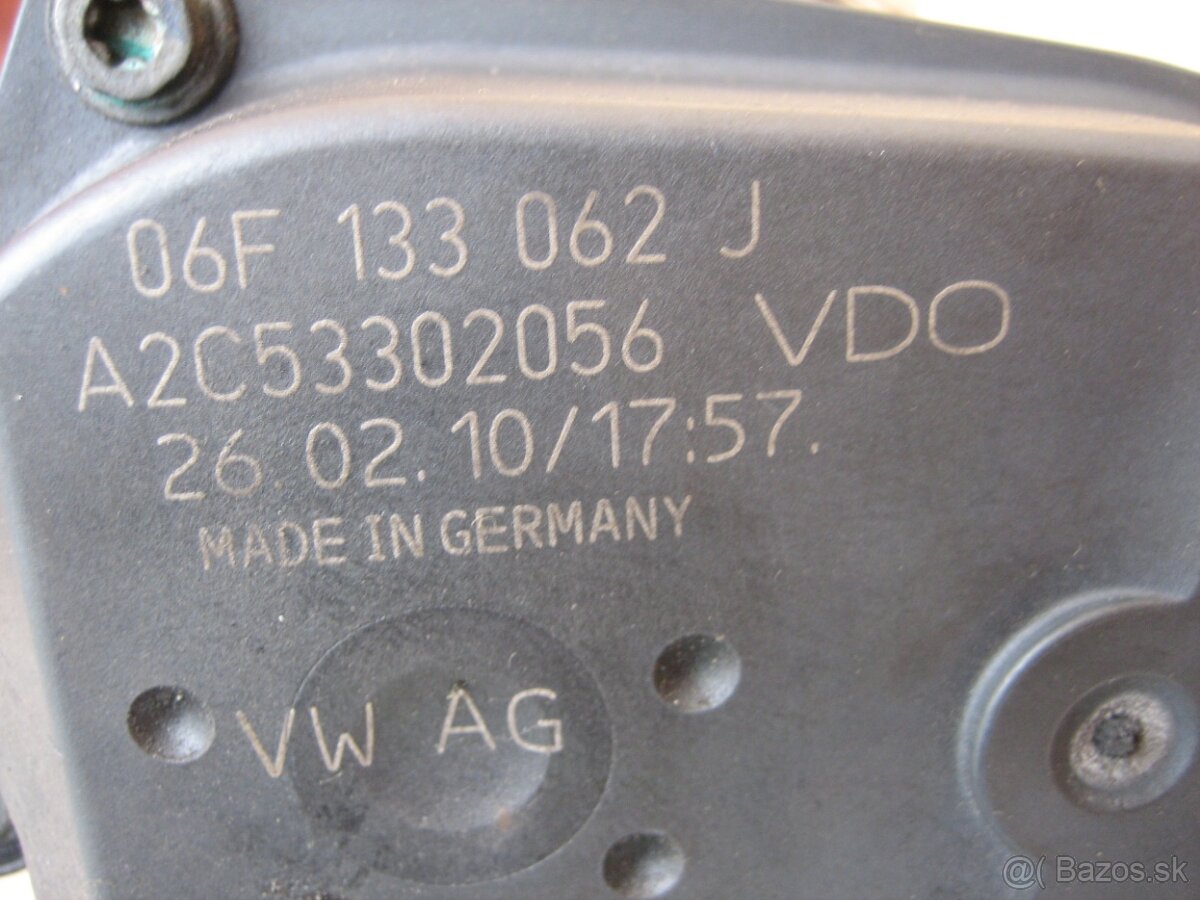 06F 133 062 J
A2C53302056 VDO
26.02.10/17:57.
MADE IN GERMANY
VW AG
@( Bazos.sk